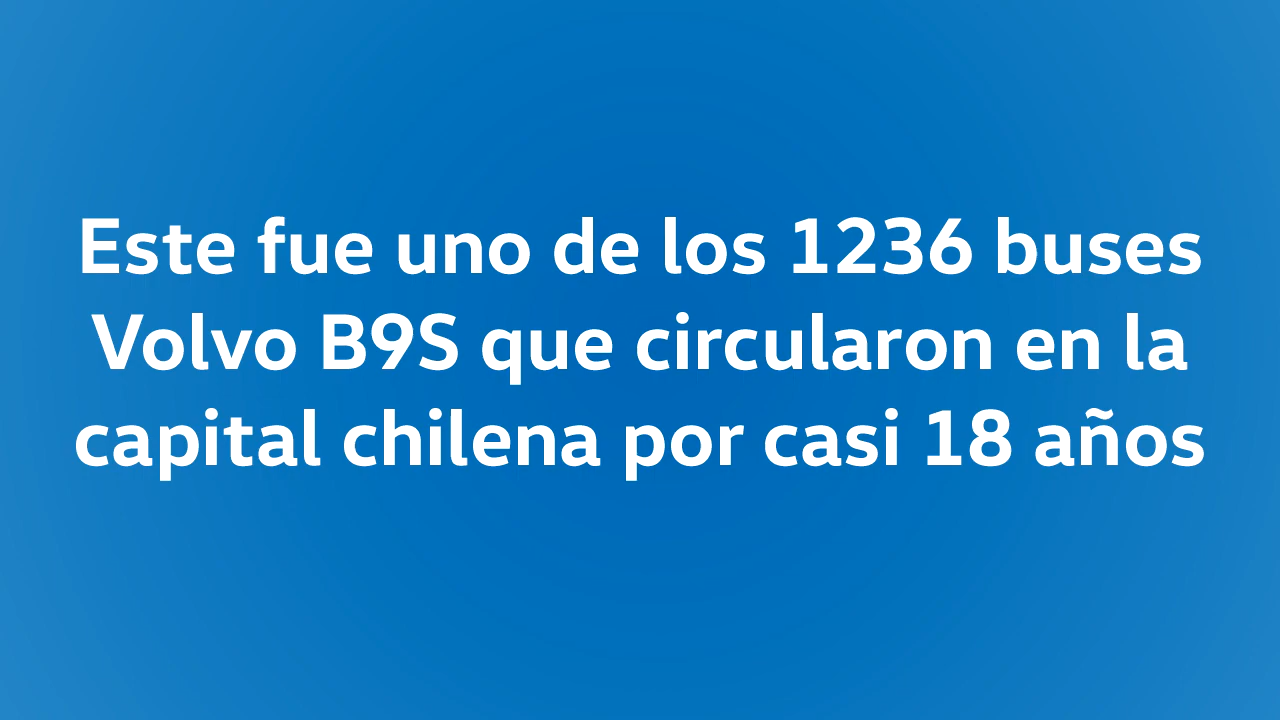 Este fue uno de los 1236 buses
Volvo B9S que circularon en la
capital chilena por casi 18 años